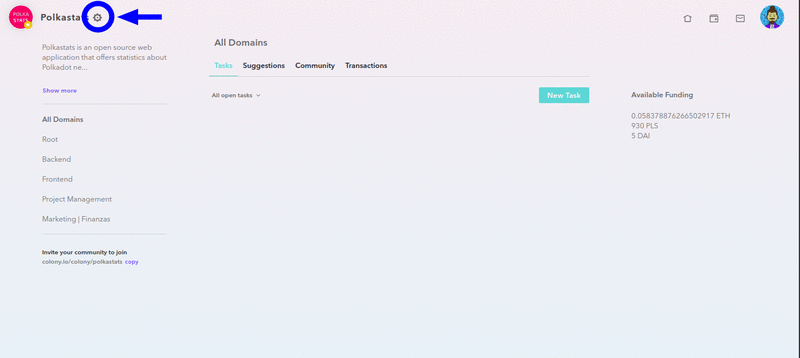 POLKA
STATS
Polkastats
Polkastats is an open source web
application that offers statistics about
Polkadot ne...
Show more
All Domains
Root
Backend
Frontend
Project Management
Marketing | Finanzas
Invite your community to join
colony.io/colony/polkastats copy
All Domains
Tasks Suggestions Community Transactions
All open tasks
New Task
Available Funding
0.058378876266502917 ETH
930 PLS
5 DAI